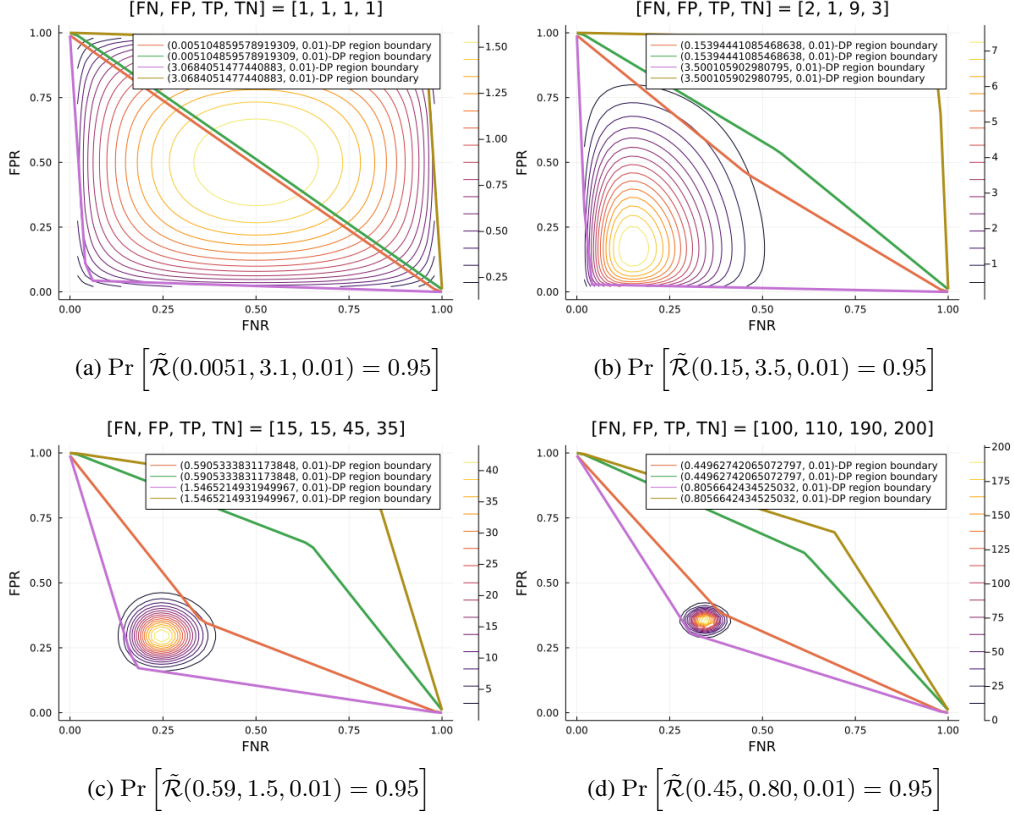 [FN, FP, TP, TN] = [1, 1, 1, 1]
(0.005104859578919309, 0.01)-DP region boundary
(0.005104859578919309, 0.01)-DP region boundary
(3.0684051477440883, 0.01)-DP region boundary
(3.0684051477440883, 0.01)-DP region boundary
1.00
0.75
0.50
0.25
0.00
FPR
0.00 0.25 0.50 0.75 1.00
FNR
1.50
1.25
1.00
0.75
0.50
0.25
(a) Pr [R̃(0.0051, 3.1, 0.01) = 0.95]
[FN, FP, TP, TN] = [2, 1, 9, 3]
(0.15394441085468638, 0.01)-DP region boundary
(0.15394441085468638, 0.01)-DP region boundary
(3.500105902980795, 0.01)-DP region boundary
(3.500105902980795, 0.01)-DP region boundary
1.00
0.75
0.50
0.25
0.00
FPR
0.00 0.25 0.50 0.75 1.00
FNR
7
6
5
4
3
2
1
(b) Pr [R̃(0.15, 3.5, 0.01) = 0.95]
[FN, FP, TP, TN] = [15, 15, 45, 35]
(0.5905333831173848, 0.01)-DP region boundary
(0.5905333831173848, 0.01)-DP region boundary
(1.5465214931949967, 0.01)-DP region boundary
(1.5465214931949967, 0.01)-DP region boundary
1.00
0.75
0.50
0.25
0.00
FPR
0.00 0.25 0.50 0.75 1.00
FNR
40
30
20
10
5
(c) Pr [R̃(0.59, 1.5, 0.01) = 0.95]
[FN, FP, TP, TN] = [100, 110, 190, 200]
(0.44962742065072797, 0.01)-DP region boundary
(0.44962742065072797, 0.01)-DP region boundary
(0.8056642434525032, 0.01)-DP region boundary
(0.8056642434525032, 0.01)-DP region boundary
1.00
0.75
0.50
0.25
0.00
FPR
0.00 0.25 0.50 0.75 1.00
FNR
200
175
150
125
100
75
50
25
0
(d) Pr [R̃(0.45, 0.80, 0.01) = 0.95]